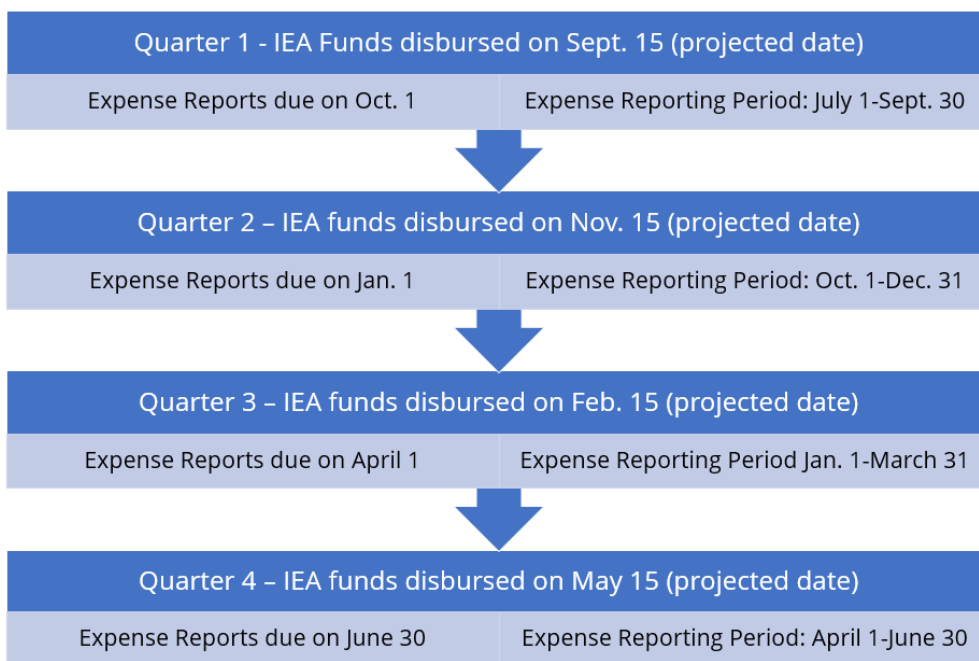 Quarter 1 - IEA Funds disbursed on Sept. 15 (projected date)
Expense Reports due on Oct. 1
Expense Reporting Period: July 1-Sept. 30
Quarter 2 – IEA funds disbursed on Nov. 15 (projected date)
Expense Reports due on Jan. 1
Expense Reporting Period: Oct. 1-Dec. 31
Quarter 3 – IEA funds disbursed on Feb. 15 (projected date)
Expense Reports due on April 1
Expense Reporting Period Jan. 1-March 31
Quarter 4 – IEA funds disbursed on May 15 (projected date)
Expense Reports due on June 30
Expense Reporting Period: April 1-June 30